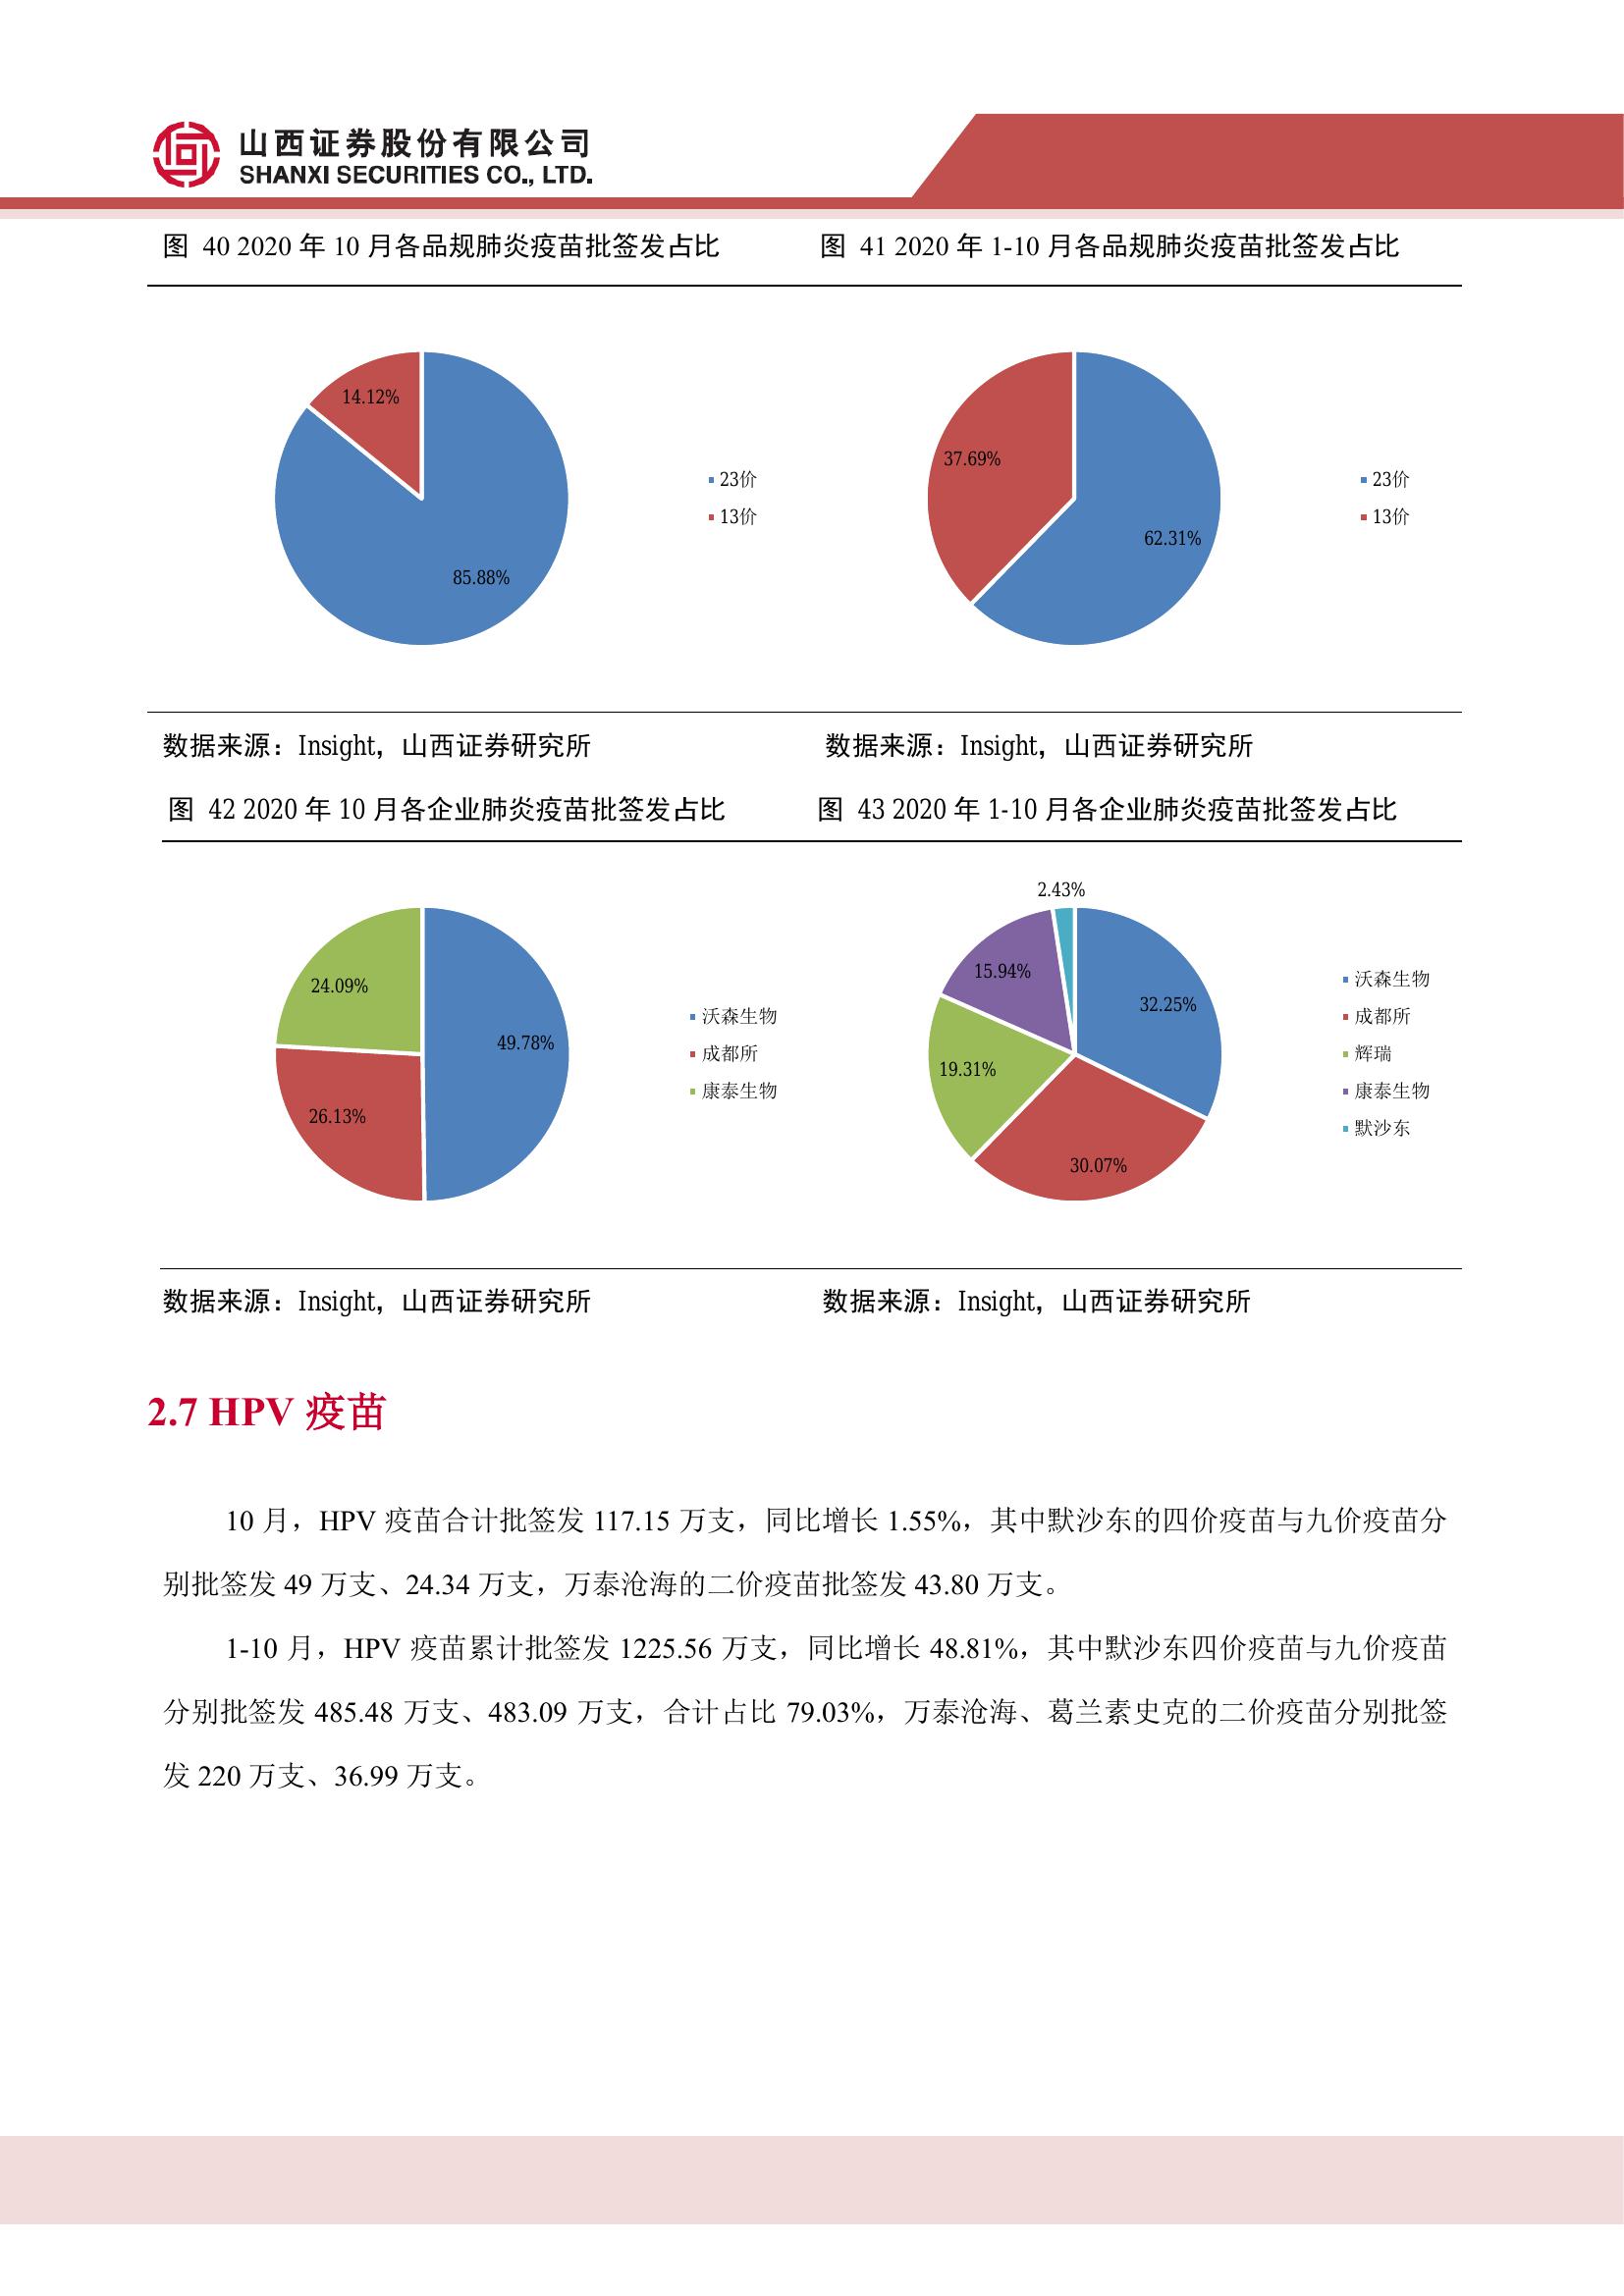 山西证券股份有限公司
SHANXI SECURITIES CO., LTD.
图 40 2020 年 10 月各品规肺炎疫苗批签发占比
图 41 2020 年 1-10 月各品规肺炎疫苗批签发占比
14.12%
85.88%
23价
13价
37.69%
62.31%
23价
13价
数据来源：Insight，山西证券研究所
数据来源：Insight，山西证券研究所
图 42 2020 年 10 月各企业肺炎疫苗批签发占比
图 43 2020 年 1-10 月各企业肺炎疫苗批签发占比
24.09%
49.78%
26.13%
沃森生物
成都所
康泰生物
2.43%
15.94%
32.25%
19.31%
30.07%
沃森生物
成都所
辉瑞
康泰生物
默沙东
数据来源：Insight，山西证券研究所
数据来源：Insight，山西证券研究所
2.7 HPV 疫苗
10 月，HPV 疫苗合计批签发 117.15 万支，同比增长 1.55%，其中默沙东的四价疫苗与九价疫苗分
别批签发 49 万支、24.34 万支，万泰沧海的二价疫苗批签发 43.80 万支。
1-10 月，HPV 疫苗累计批签发 1225.56 万支，同比增长 48.81%，其中默沙东四价疫苗与九价疫苗
分别批签发 485.48 万支、483.09 万支，合计占比 79.03%，万泰沧海、葛兰素史克的二价疫苗分别批签
发 220 万支、36.99 万支。